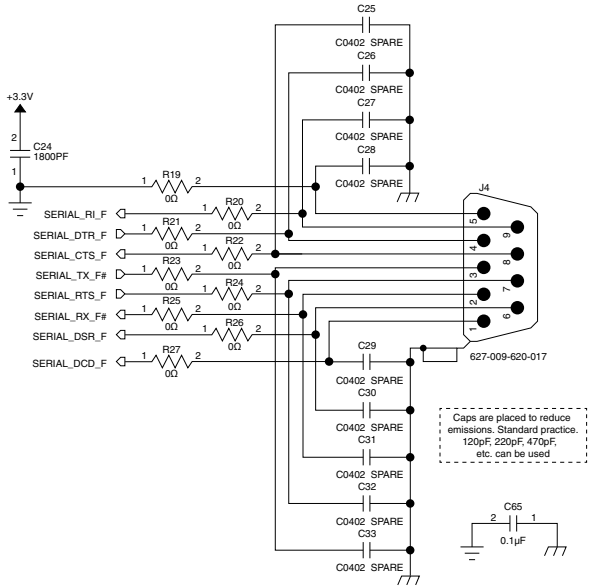 C25
C0402 SPARE
C26
C0402 SPARE
C27
C0402 SPARE
C28
C0402 SPARE
+3.3V
2
C24
1800PF
1
1 R19 2
0Ω
J4
SERIAL_RI_F 1 R20 2
0Ω
SERIAL_DTR_F 1 R21 2
0Ω
SERIAL_CTS_F 1 R22 2
0Ω
SERIAL_TX_F# 1 R23 2
0Ω
SERIAL_RTS_F 1 R24 2
0Ω
SERIAL_RX_F# 1 R25 2
0Ω
SERIAL_DSR_F 1 R26 2
0Ω
SERIAL_DCD_F 1 R27 2
0Ω
5
9
4
8
3
7
2
6
1
627-009-620-017
C29
C0402 SPARE
C30
C0402 SPARE
C31
C0402 SPARE
C32
C0402 SPARE
C33
C0402 SPARE
Caps are placed to reduce
emissions. Standard practice.
120pF, 220pF, 470pF,
etc. can be used
C65
2 1
0.1µF